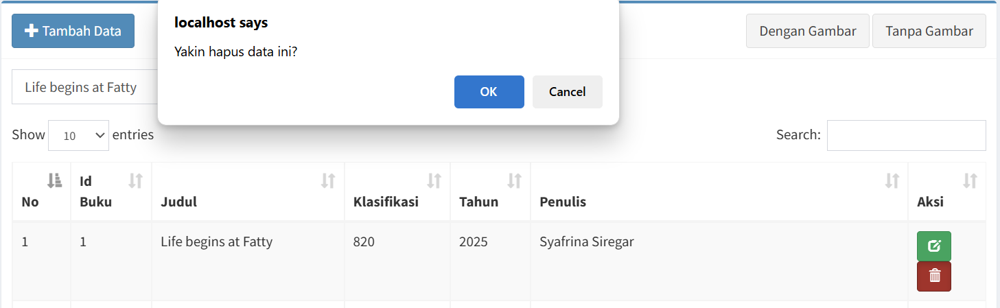 localhost says
Yakin hapus data ini?
OK
Cancel
Tambah Data
Dengan Gambar
Tanpa Gambar
Life begins at Fatty
Show 10 entries
Search:
No
Id Buku
Judul
Klasifikasi
Tahun
Penulis
Aksi
1
1
Life begins at Fatty
820
2025
Syafrina Siregar